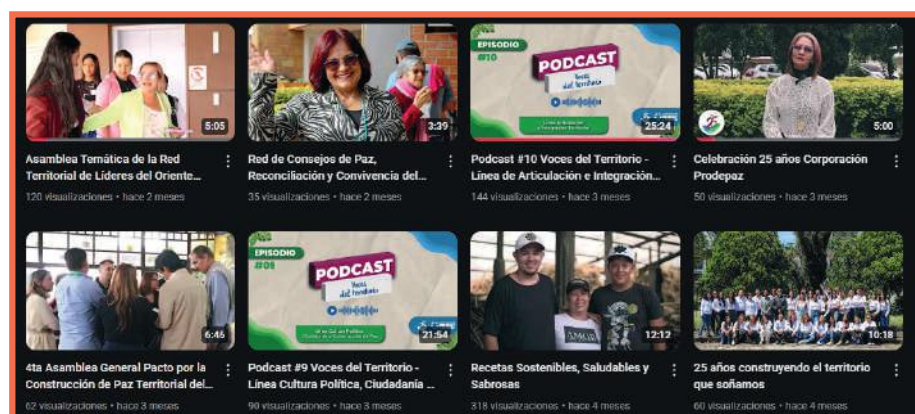 5:05
3:39
EPISODIO
#10
PODCAST
Voces
del territorio
25:24
5:00
Asamblea Temática de la Red
Territorial de Líderes del Oriente...
120 visualizaciones • hace 2 meses
Red de Consejos de Paz,
Reconciliación y Convivencia del...
35 visualizaciones • hace 2 meses
Podcast #10 Voces del Territorio -
Línea de Articulación e Integración...
144 visualizaciones • hace 3 meses
Celebración 25 años Corporación
Prodepaz
50 visualizaciones • hace 3 meses
6:46
EPISODIO
PODCAST
Voces
del territorio
21:54
12:12
10:18
4ta Asamblea General Pacto por la
Construcción de Paz Territorial del...
62 visualizaciones • hace 3 meses
Podcast #9 Voces del Territorio -
Línea Cultura Política, Ciudadanía ...
90 visualizaciones • hace 3 meses
Recetas Sostenibles, Saludables y
Sabrosas
318 visualizaciones • hace 4 meses
25 años construyendo el territorio
que soñamos
60 visualizaciones • hace 4 meses